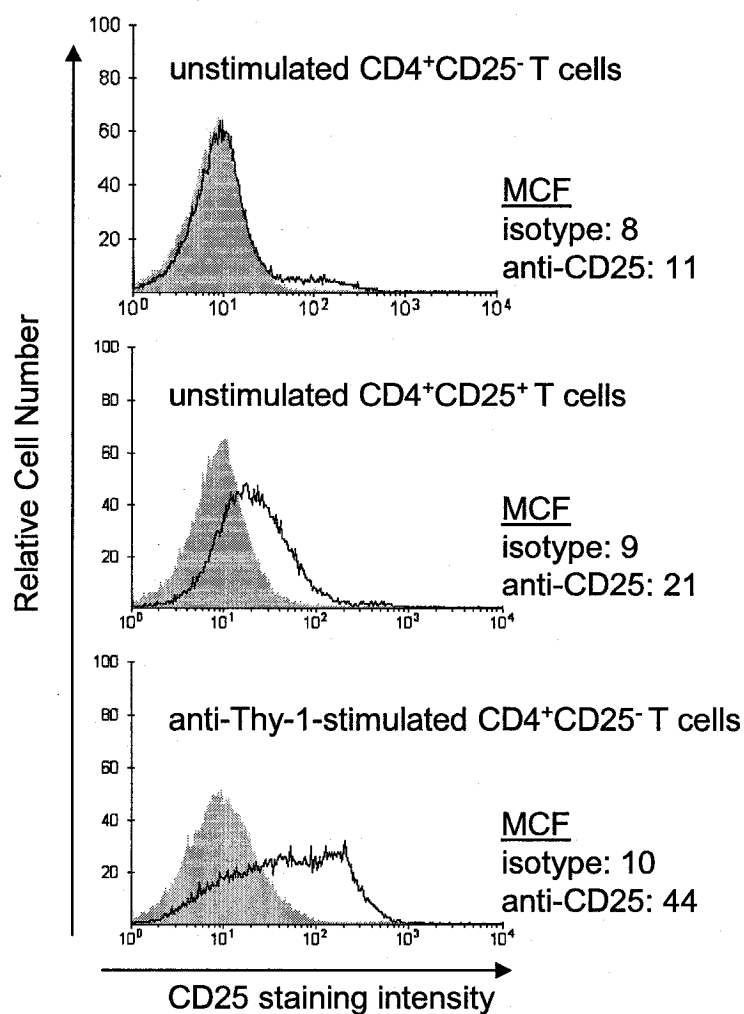 Relative Cell Number
100
80
60
40
20
unstimulated CD4⁺CD25⁻ T cells
MCF
isotype: 8
anti-CD25: 11
10⁰ 10¹ 10² 10³ 10⁴
100
80
60
40
20
unstimulated CD4⁺CD25⁺ T cells
MCF
isotype: 9
anti-CD25: 21
10⁰ 10¹ 10² 10³ 10⁴
100
80
60
40
20
anti-Thy-1-stimulated CD4⁺CD25⁻ T cells
MCF
isotype: 10
anti-CD25: 44
10⁰ 10¹ 10² 10³ 10⁴
CD25 staining intensity